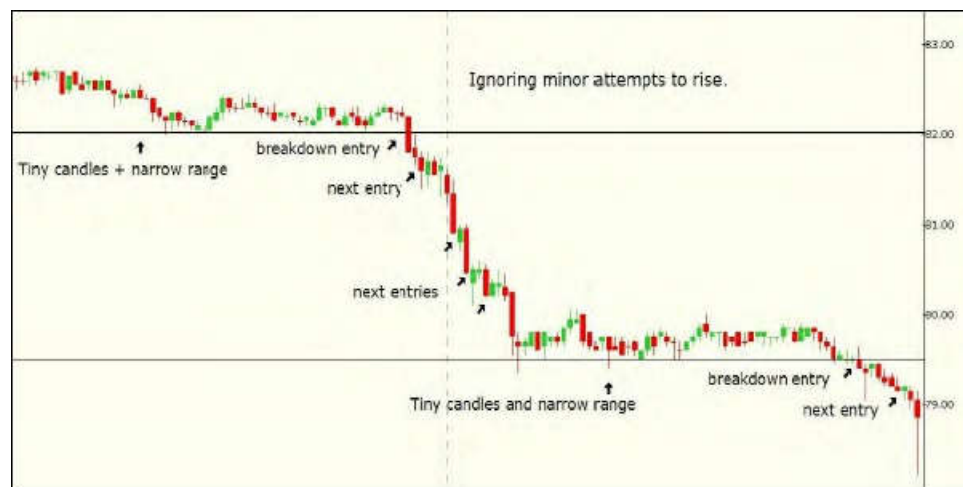 83.00
Ignoring minor attempts to rise.
82.00
breakdown entry
Tiny candles + narrow range
next entry
81.00
next entries
80.00
breakdown entry
Tiny candles and narrow range
next entry
79.00